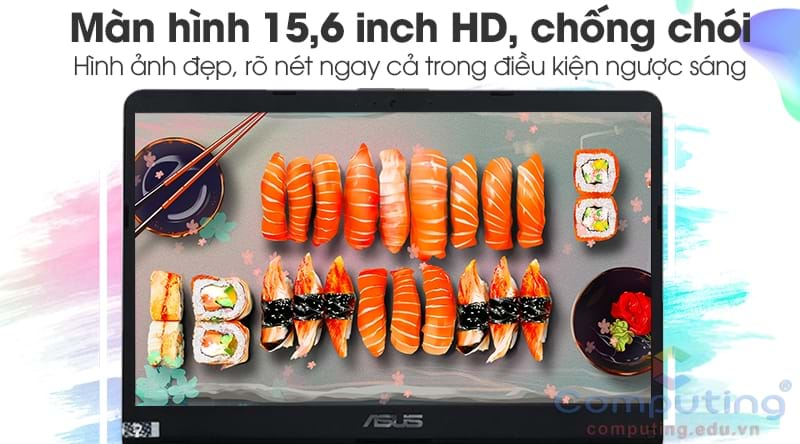 Màn hình 15,6 inch HD, chống chói
Hình ảnh đẹp, rõ nét ngay cả trong điều kiện ngược sáng
ASUS
Computing®
computing.edu.vn